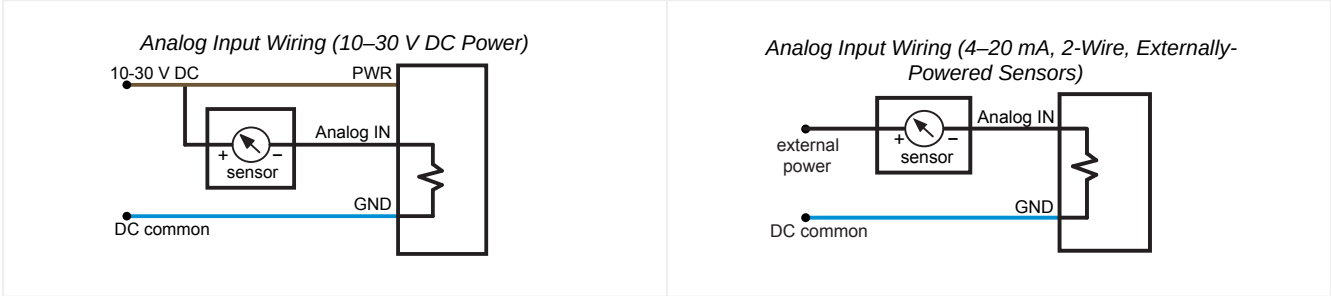 Analog Input Wiring (10–30 V DC Power)
10-30 V DC
PWR
Analog IN
+
–
sensor
GND
DC common
Analog Input Wiring (4–20 mA, 2-Wire, Externally-
Powered Sensors)
Analog IN
+
–
external
power
sensor
GND
DC common